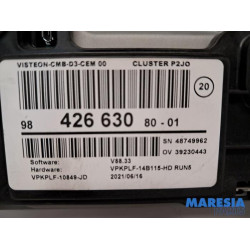 VISTEON-CMB-D3-CEM 00 CLUSTER P2JO
20
98 426 630 80 - 01
SN 48749962
OV 39230443
Software: V88.33
Hardware: VPKPLF-14B115-HD RUN5
VPKPLF-10849-JD 2021/06/16
MARESIA